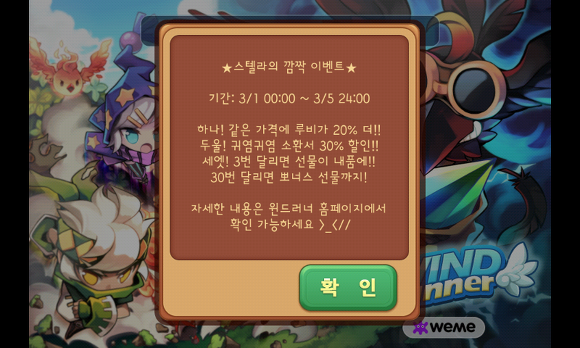 ★스텔라의 깜짝 이벤트★
기간: 3/1 00:00 ~ 3/5 24:00
하나! 같은 가격에 루비가 20% 더!!
두울! 귀염귀염 소환서 30% 할인!!
세엣! 3번 달리면 선물이 내품에!!
30번 달리면 뽀너스 선물까지!
자세한 내용은 윈드러너 홈페이지에서
확인 가능하세요 >_<//
확 인
WIND
unner
weme